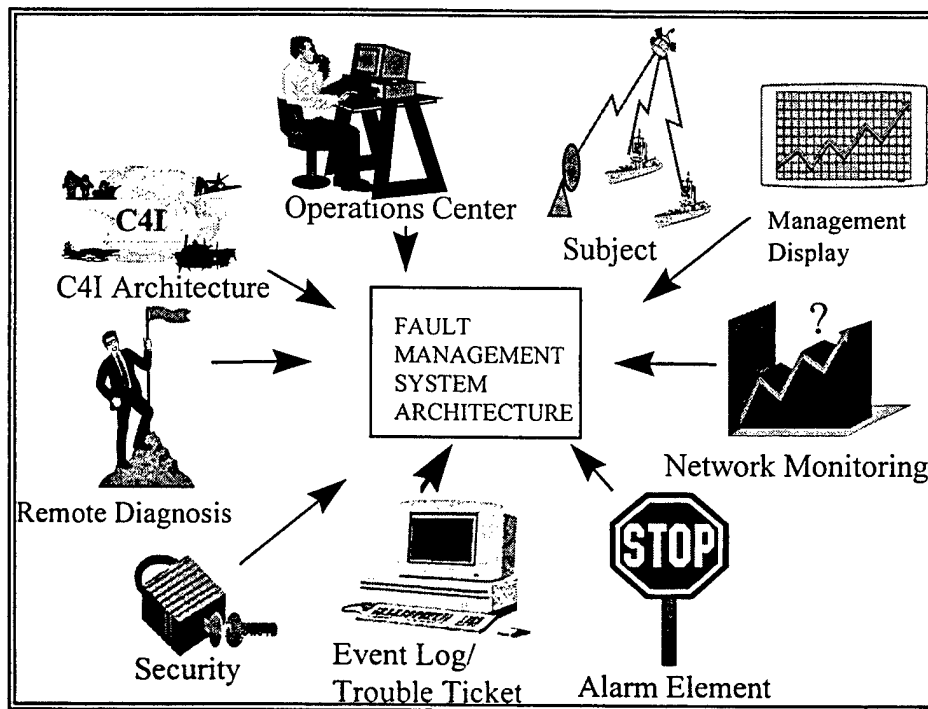 Operations Center
Subject
Management
Display
C4I
C4I Architecture
FAULT
MANAGEMENT
SYSTEM
ARCHITECTURE
?
Remote Diagnosis
Network Monitoring
STOP
Security
Event Log/
Trouble Ticket
Alarm Element